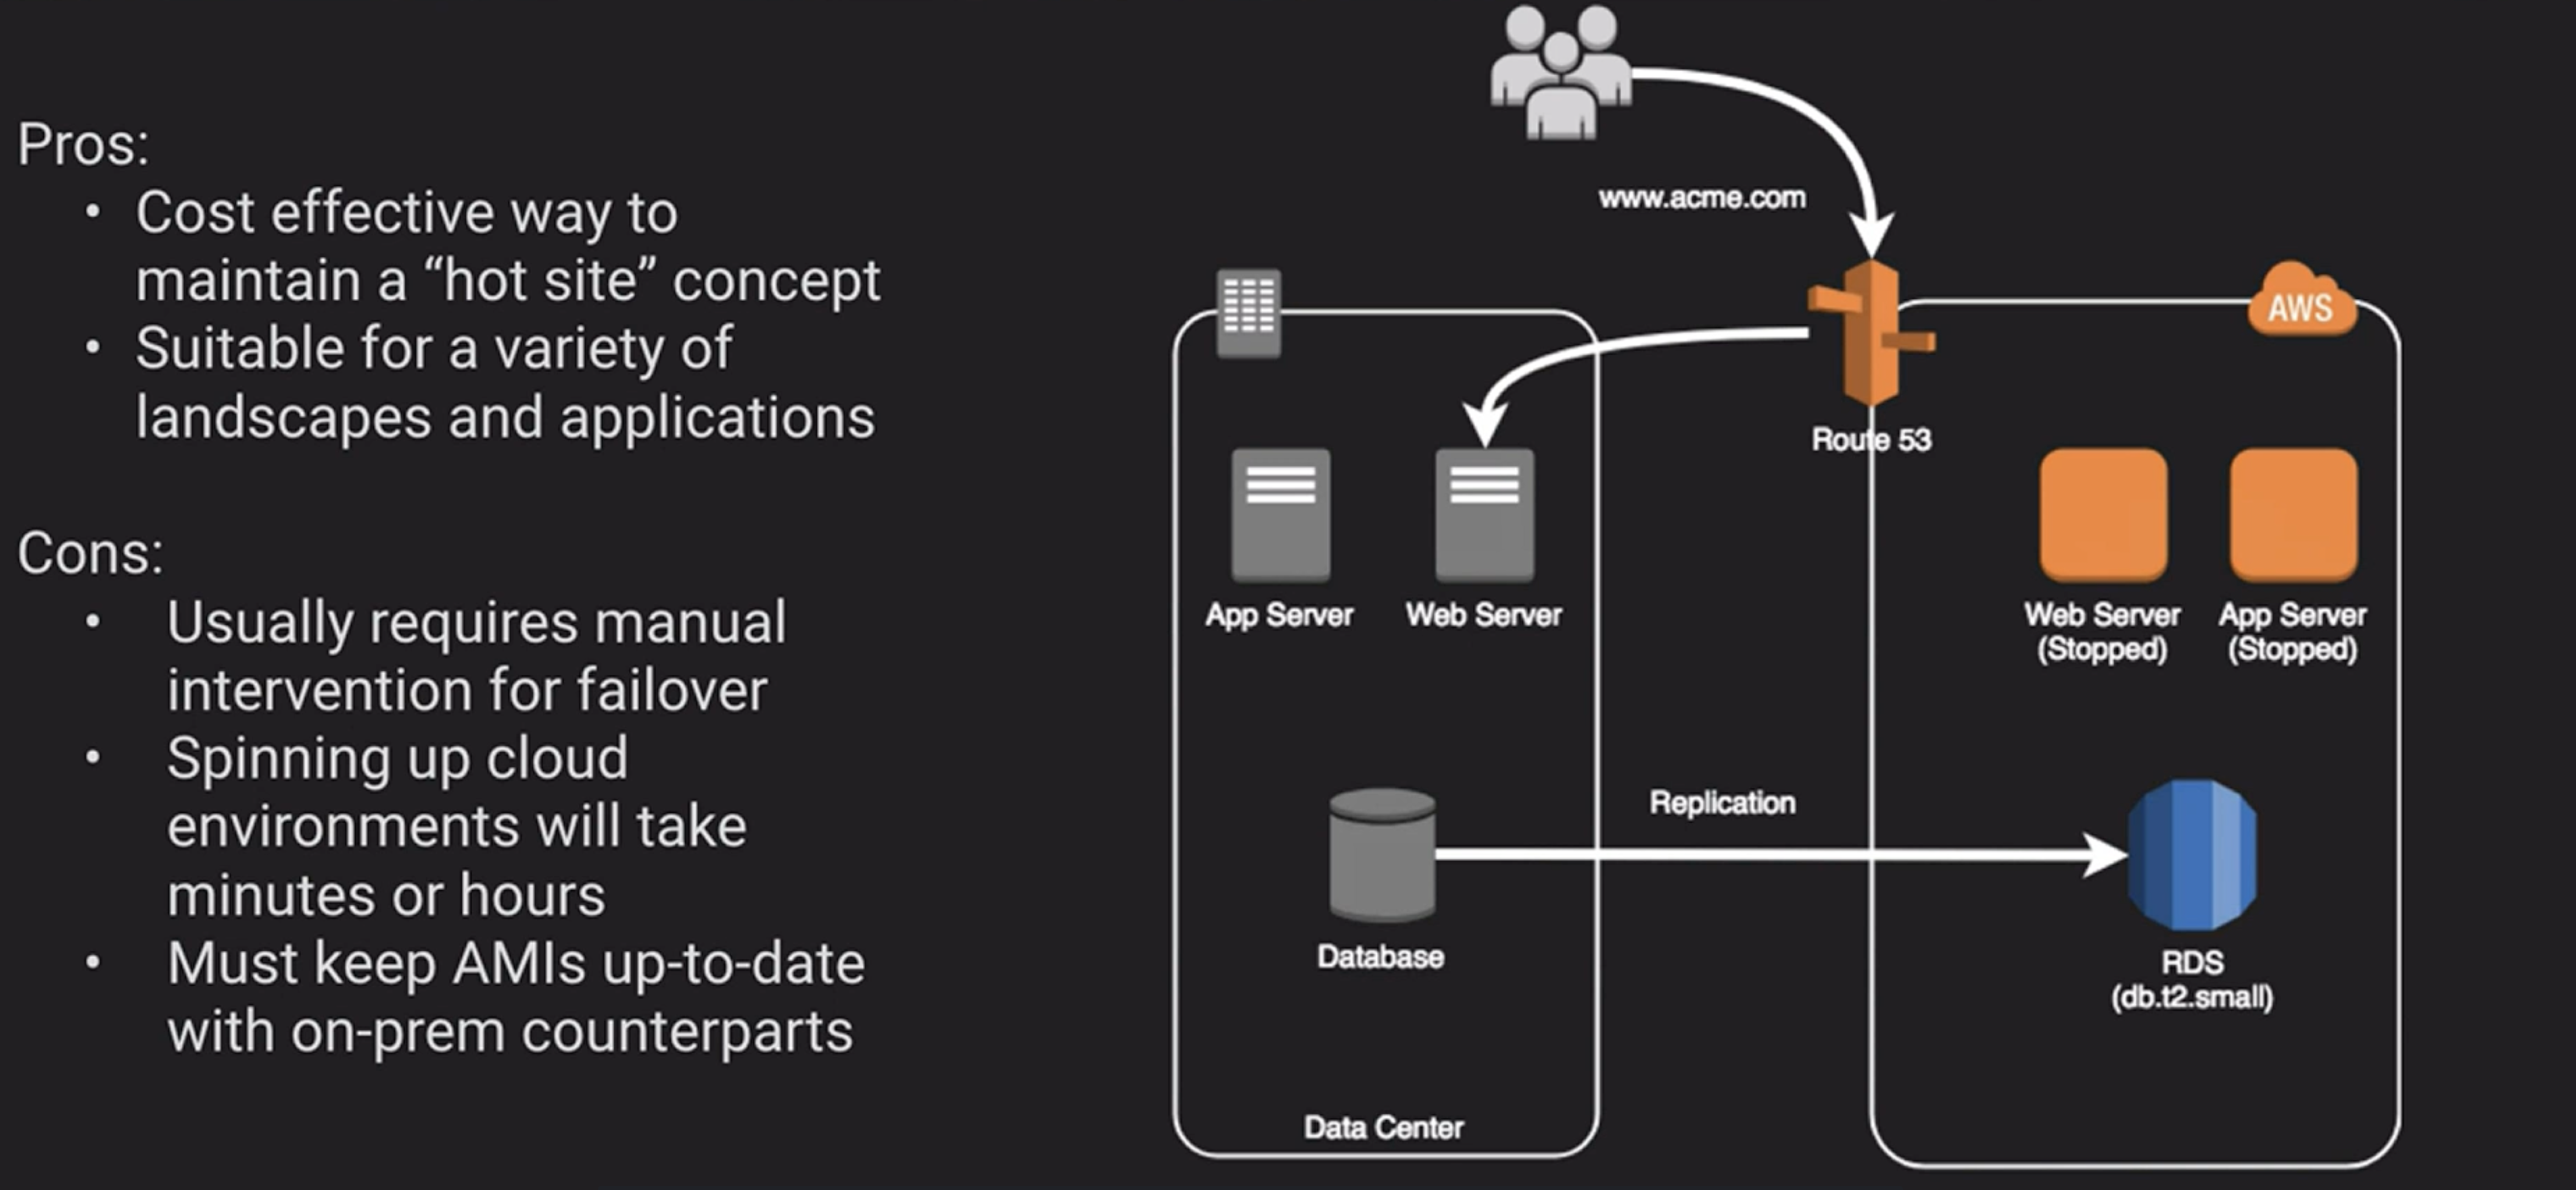 Pros:
• Cost effective way to
maintain a “hot site” concept
• Suitable for a variety of
landscapes and applications
Cons:
• Usually requires manual
intervention for failover
• Spinning up cloud
environments will take
minutes or hours
• Must keep AMIs up-to-date
with on-prem counterparts
www.acme.com
AWS
Route 53
App Server
Web Server
Web Server
(Stopped)
App Server
(Stopped)
Replication
Database
RDS
(db.t2.small)
Data Center